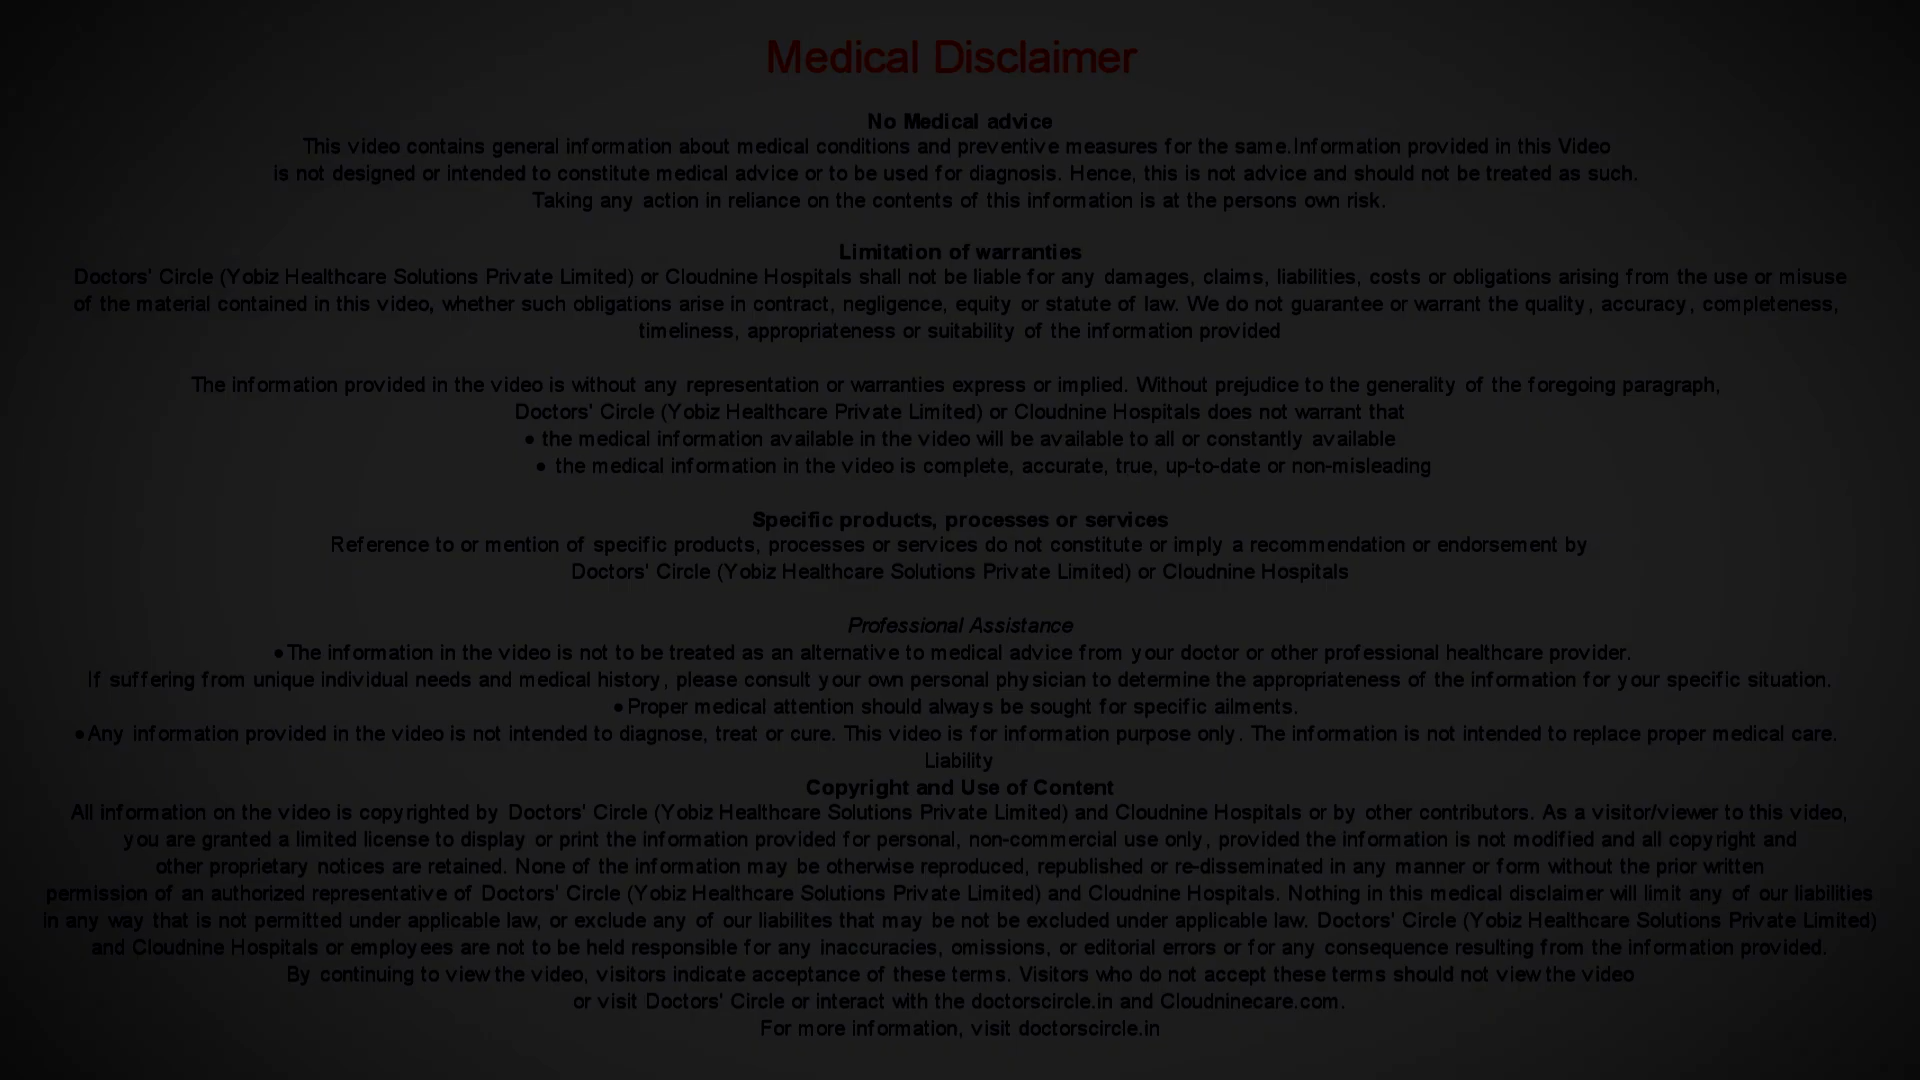 Medical Disclaimer
No Medical advice
This video contains general information about medical conditions and preventive measures for the same.Information provided in this Video
is not designed or intended to constitute medical advice or to be used for diagnosis. Hence, this is not advice and should not be treated as such.
Taking any action in reliance on the contents of this information is at the persons own risk.
Limitation of warranties
Doctors' Circle (Yobiz Healthcare Solutions Private Limited) or Cloudnine Hospitals shall not be liable for any damages, claims, liabilities, costs or obligations arising from the use or misuse
of the material contained in this video, whether such obligations arise in contract, negligence, equity or statute of law. We do not guarantee or warrant the quality, accuracy, completeness,
timeliness, appropriateness or suitability of the information provided
The information provided in the video is without any representation or warranties express or implied. Without prejudice to the generality of the foregoing paragraph,
Doctors' Circle (Yobiz Healthcare Private Limited) or Cloudnine Hospitals does not warrant that
• the medical information available in the video will be available to all or constantly available
• the medical information in the video is complete, accurate, true, up-to-date or non-misleading
Specific products, processes or services
Reference to or mention of specific products, processes or services do not constitute or imply a recommendation or endorsement by
Doctors' Circle (Yobiz Healthcare Solutions Private Limited) or Cloudnine Hospitals
Professional Assistance
•The information in the video is not to be treated as an alternative to medical advice from your doctor or other professional healthcare provider.
If suffering from unique individual needs and medical history, please consult your own personal physician to determine the appropriateness of the information for your specific situation.
•Proper medical attention should always be sought for specific ailments.
•Any information provided in the video is not intended to diagnose, treat or cure. This video is for information purpose only. The information is not intended to replace proper medical care.
Liability
Copyright and Use of Content
All information on the video is copyrighted by Doctors' Circle (Yobiz Healthcare Solutions Private Limited) and Cloudnine Hospitals or by other contributors. As a visitor/viewer to this video,
you are granted a limited license to display or print the information provided for personal, non-commercial use only, provided the information is not modified and all copyright and
other proprietary notices are retained. None of the information may be otherwise reproduced, republished or re-disseminated in any manner or form without the prior written
permission of an authorized representative of Doctors' Circle (Yobiz Healthcare Solutions Private Limited) and Cloudnine Hospitals. Nothing in this medical disclaimer will limit any of our liabilities
in any way that is not permitted under applicable law, or exclude any of our liabilites that may be not be excluded under applicable law. Doctors' Circle (Yobiz Healthcare Solutions Private Limited)
and Cloudnine Hospitals or employees are not to be held responsible for any inaccuracies, omissions, or editorial errors or for any consequence resulting from the information provided.
By continuing to view the video, visitors indicate acceptance of these terms. Visitors who do not accept these terms should not view the video
or visit Doctors' Circle or interact with the doctorscircle.in and Cloudninecare.com.
For more information, visit doctorscircle.in